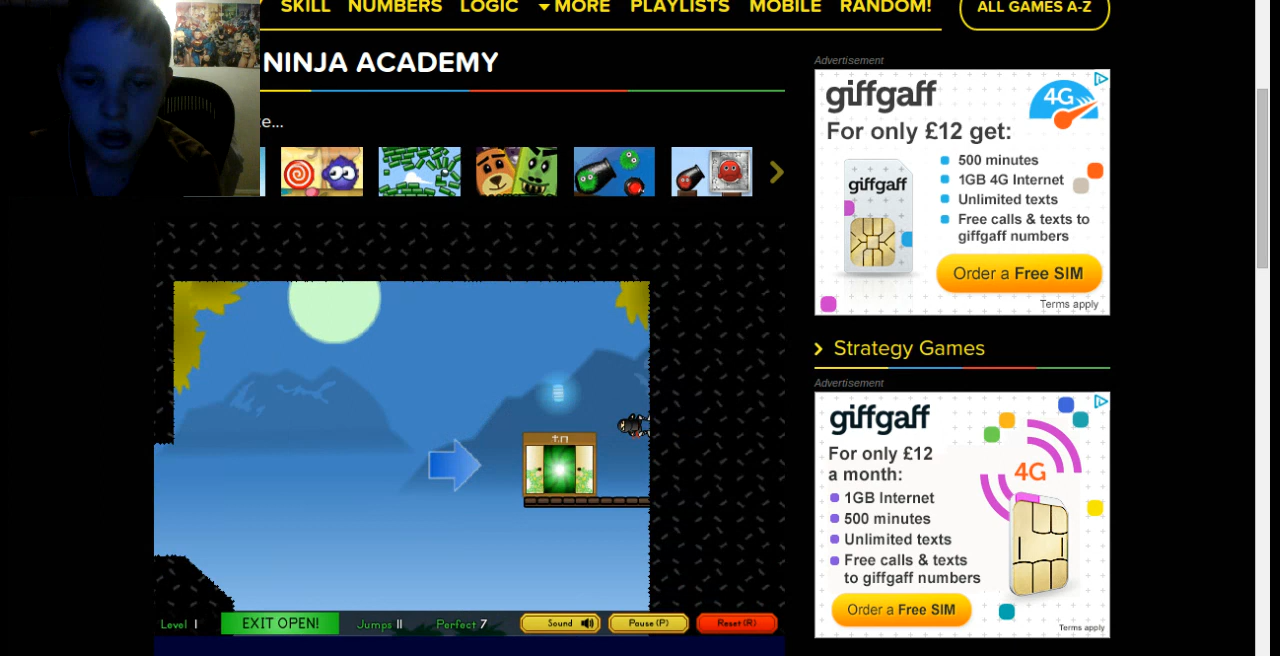 SKILL NUMBERS LOGIC MORE PLAYLISTS MOBILE RANDOM! ALL GAMES A-Z
NINJA ACADEMY
e...
Advertisement
giffgaff
4G
For only £12 get:
500 minutes
1GB 4G Internet
Unlimited texts
Free calls & texts to
giffgaff numbers
giffgaff
Order a Free SIM
Terms apply
Strategy Games
Advertisement
giffgaff
For only £12
a month:
4G
1GB Internet
500 minutes
Unlimited texts
Free calls & texts
to giffgaff numbers
Order a Free SIM
Terms apply
Level 1 EXIT OPEN! Jumps 11 Perfect 7 Sound Pause (P) Reset (R)